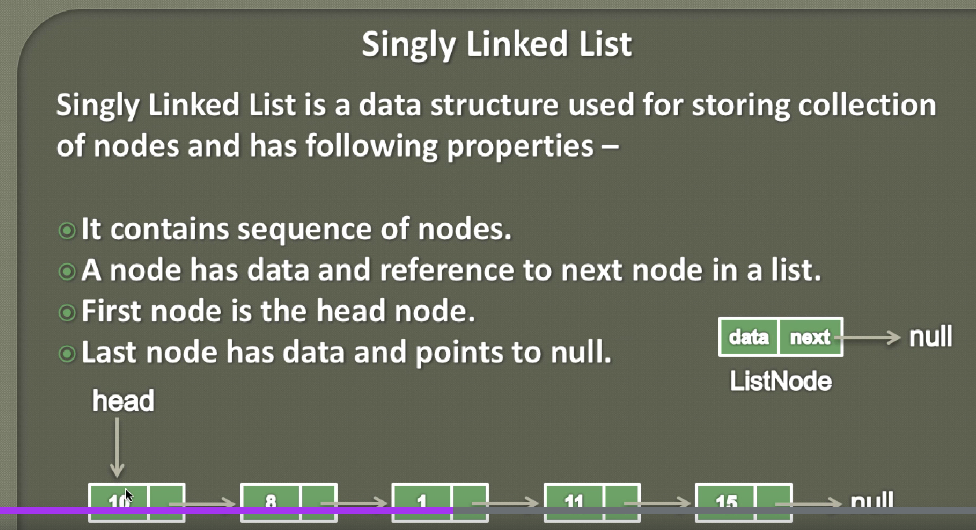 Singly Linked List
Singly Linked List is a data structure used for storing collection
of nodes and has following properties –
It contains sequence of nodes.
A node has data and reference to next node in a list.
First node is the head node.
Last node has data and points to null.
data next null
ListNode
head
10 8 1 11 15 null